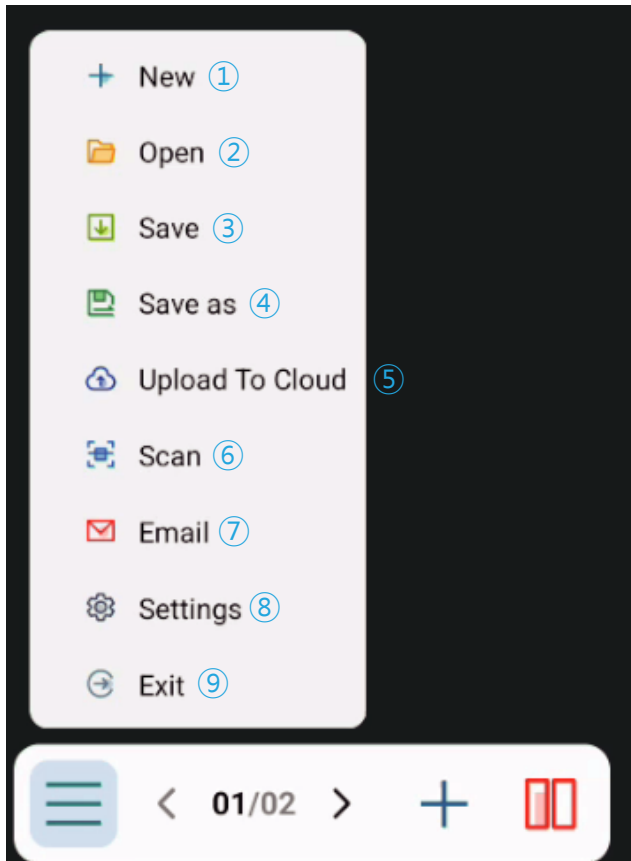 New ①
Open ②
Save ③
Save as ④
Upload To Cloud ⑤
Scan ⑥
Email ⑦
Settings ⑧
Exit ⑨
01/02